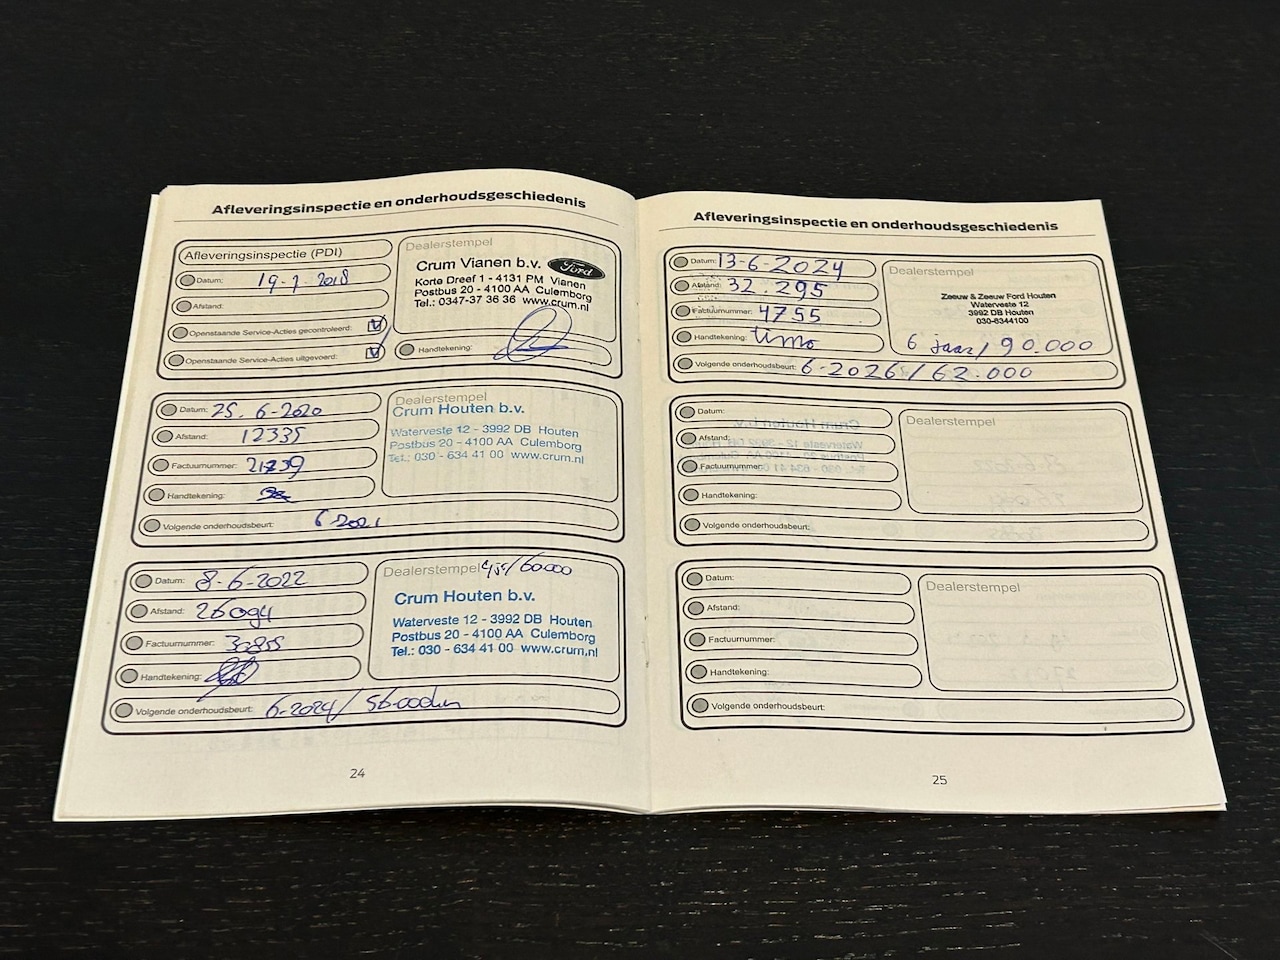 Afleveringsinspectie en onderhoudsgeschiedenis
Afleveringsinspectie (PDI)
Datum: 19-7-2018
Afstand:
Openstaande Service-Acties gecontroleerd:
Openstaande Service-Acties uitgevoerd:
Dealerstempel
Crum Vianen b.v. Ford
Korte Dreef 1 - 4131 PM Vianen
Postbus 20 - 4100 AA Culemborg
Tel.: 0347-37 36 36 www.crum.nl
Handtekening:
Datum: 25.6-2020
Afstand: 12335
Factuurnummer: 21739
Handtekening:
Volgende onderhoudsbeurt: 6-2021
Dealerstempel
Crum Houten b.v.
Waterveste 12 - 3992 DB Houten
Postbus 20 - 4100 AA Culemborg
Tel.: 030 - 634 41 00 www.crum.nl
Datum: 8-6-2022
Afstand: 26094
Factuurnummer: 30855
Handtekening:
Volgende onderhoudsbeurt: 6-2024/ 56000km
Dealerstempel 4jr/60000
Crum Houten b.v.
Waterveste 12 - 3992 DB Houten
Postbus 20 - 4100 AA Culemborg
Tel.: 030 - 634 41 00 www.crum.nl
24
Afleveringsinspectie en onderhoudsgeschiedenis
Datum: 13-6-2024
Afstand: 32.295
Factuurnummer: 4755
Handtekening: timo
Dealerstempel
Zeeuw & Zeeuw Ford Houten
Waterveste 12
3992 DB Houten
030-6344100
6 jaar/ 90.000
Volgende onderhoudsbeurt: 6-2026/62.000
Datum:
Afstand:
Factuurnummer:
Handtekening:
Volgende onderhoudsbeurt:
Dealerstempel
Datum:
Afstand:
Factuurnummer:
Handtekening:
Volgende onderhoudsbeurt:
Dealerstempel
25